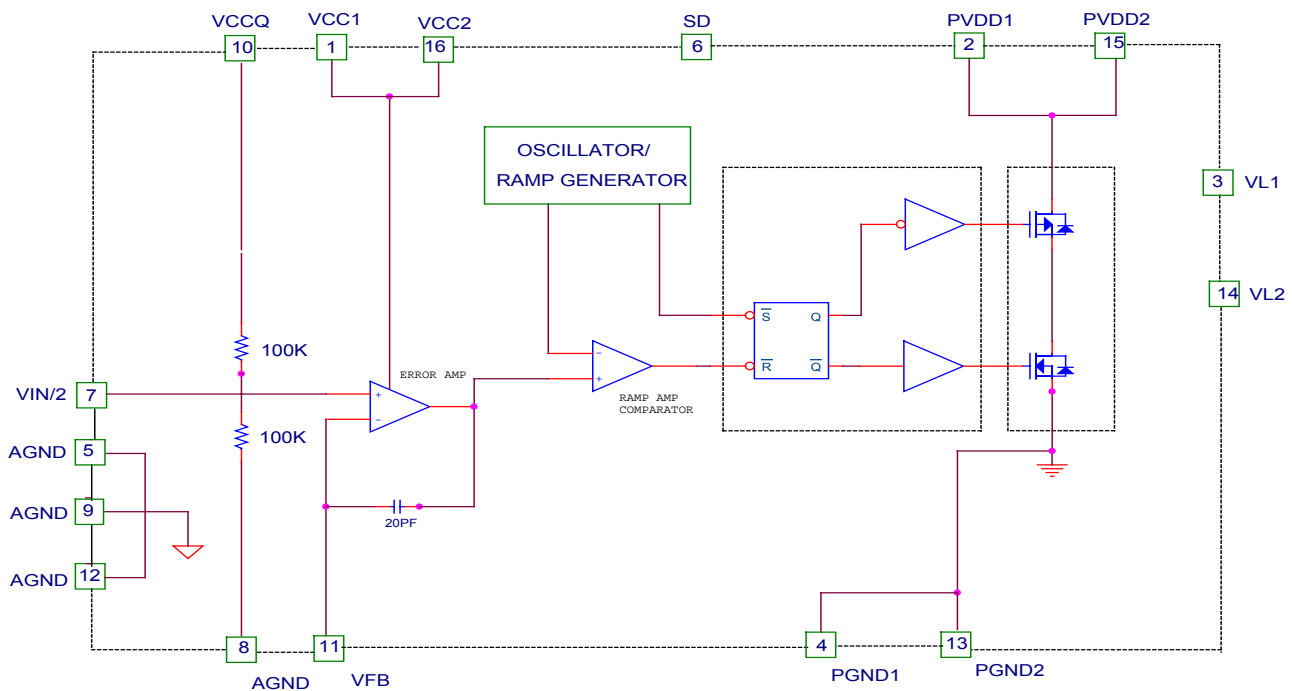 VCCQ
VCC1
VCC2
SD
PVDD1
PVDD2
10
1
16
6
2
15
OSCILLATOR/
RAMP GENERATOR
3
VL1
14
VL2
S
Q
R
Q
100K
ERROR AMP
+
−
−
+
RAMP AMP
COMPARATOR
VIN/2
7
100K
AGND
5
AGND
9
20PF
AGND
12
8
11
4
13
AGND
VFB
PGND1
PGND2